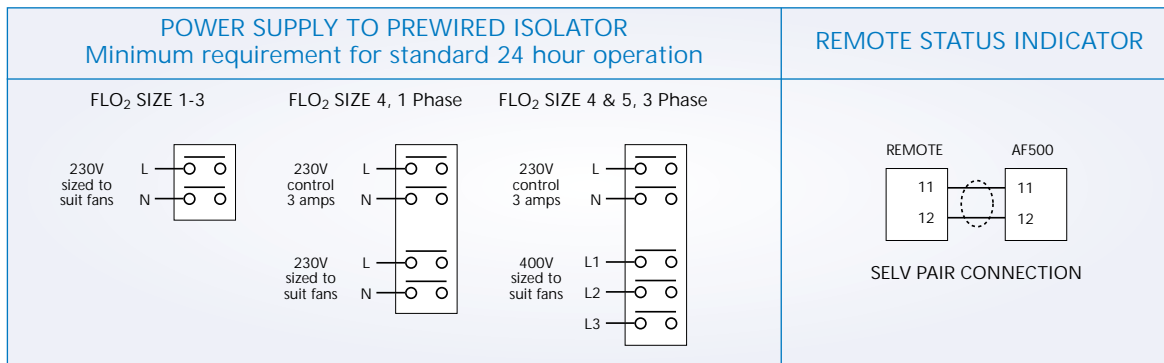 POWER SUPPLY TO PREWIRED ISOLATOR
Minimum requirement for standard 24 hour operation
REMOTE STATUS INDICATOR
FLO₂ SIZE 1-3
230V
sized to
suit fans
L
N
FLO₂ SIZE 4, 1 Phase
230V
control
3 amps
L
N
230V
sized to
suit fans
L
N
FLO₂ SIZE 4 & 5, 3 Phase
230V
control
3 amps
L
N
400V
sized to
suit fans
L1
L2
L3
REMOTE AF500
11 11
12 12
SELV PAIR CONNECTION